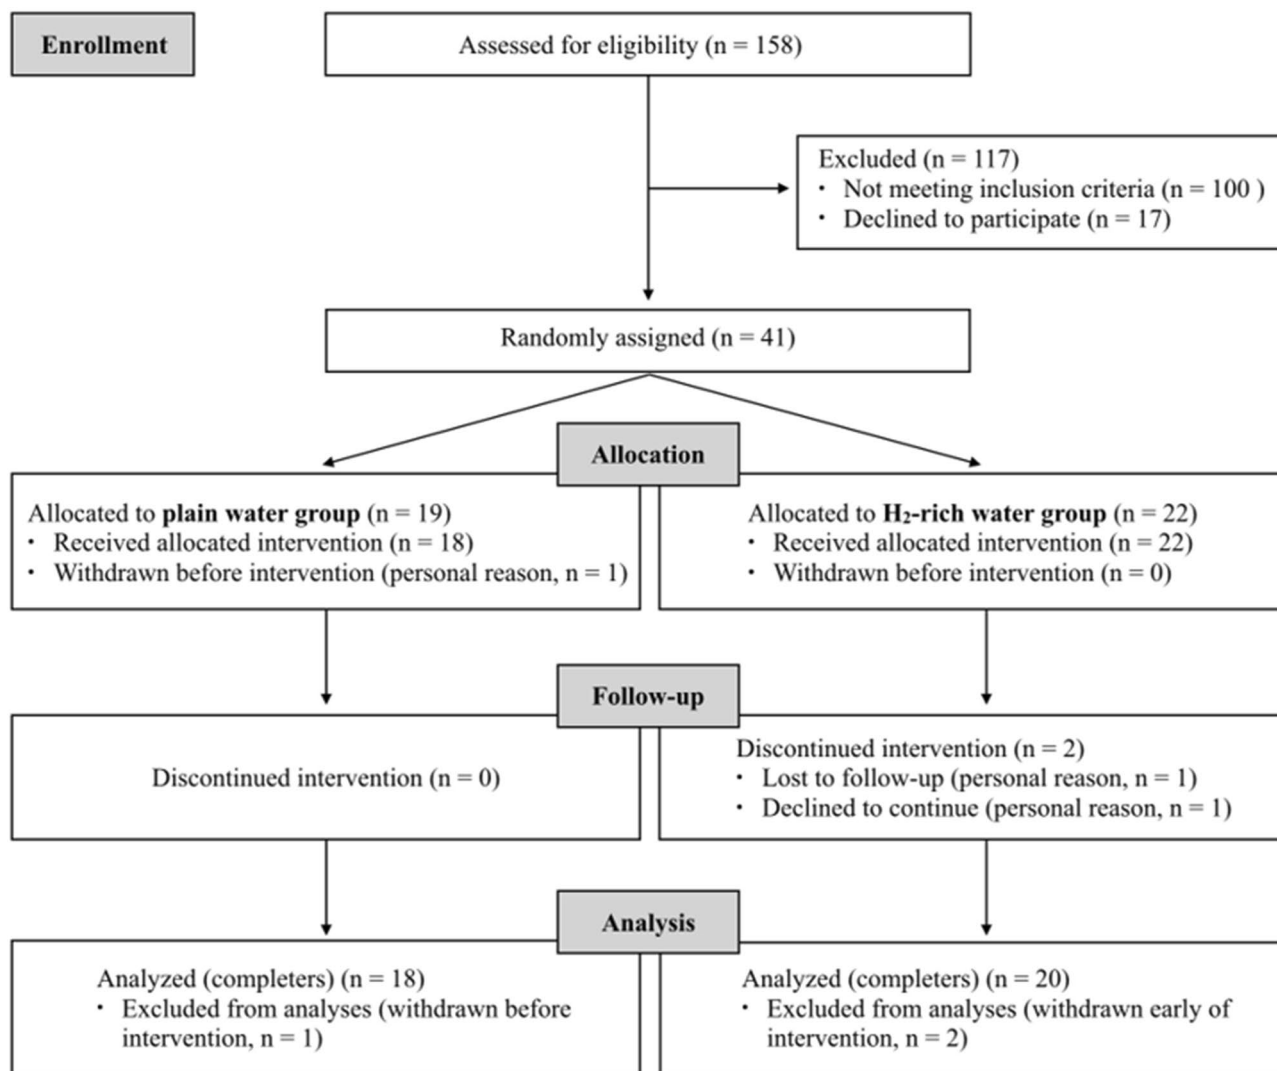 Enrollment
Assessed for eligibility (n = 158)
Excluded (n = 117)
・ Not meeting inclusion criteria (n = 100 )
・ Declined to participate (n = 17)
Randomly assigned (n = 41)
Allocation
Allocated to plain water group (n = 19)
・ Received allocated intervention (n = 18)
・ Withdrawn before intervention (personal reason, n = 1)
Allocated to H₂-rich water group (n = 22)
・ Received allocated intervention (n = 22)
・ Withdrawn before intervention (n = 0)
Follow-up
Discontinued intervention (n = 0)
Discontinued intervention (n = 2)
・ Lost to follow-up (personal reason, n = 1)
・ Declined to continue (personal reason, n = 1)
Analysis
Analyzed (completers) (n = 18)
・ Excluded from analyses (withdrawn before
intervention, n = 1)
Analyzed (completers) (n = 20)
・ Excluded from analyses (withdrawn early of
intervention, n = 2)